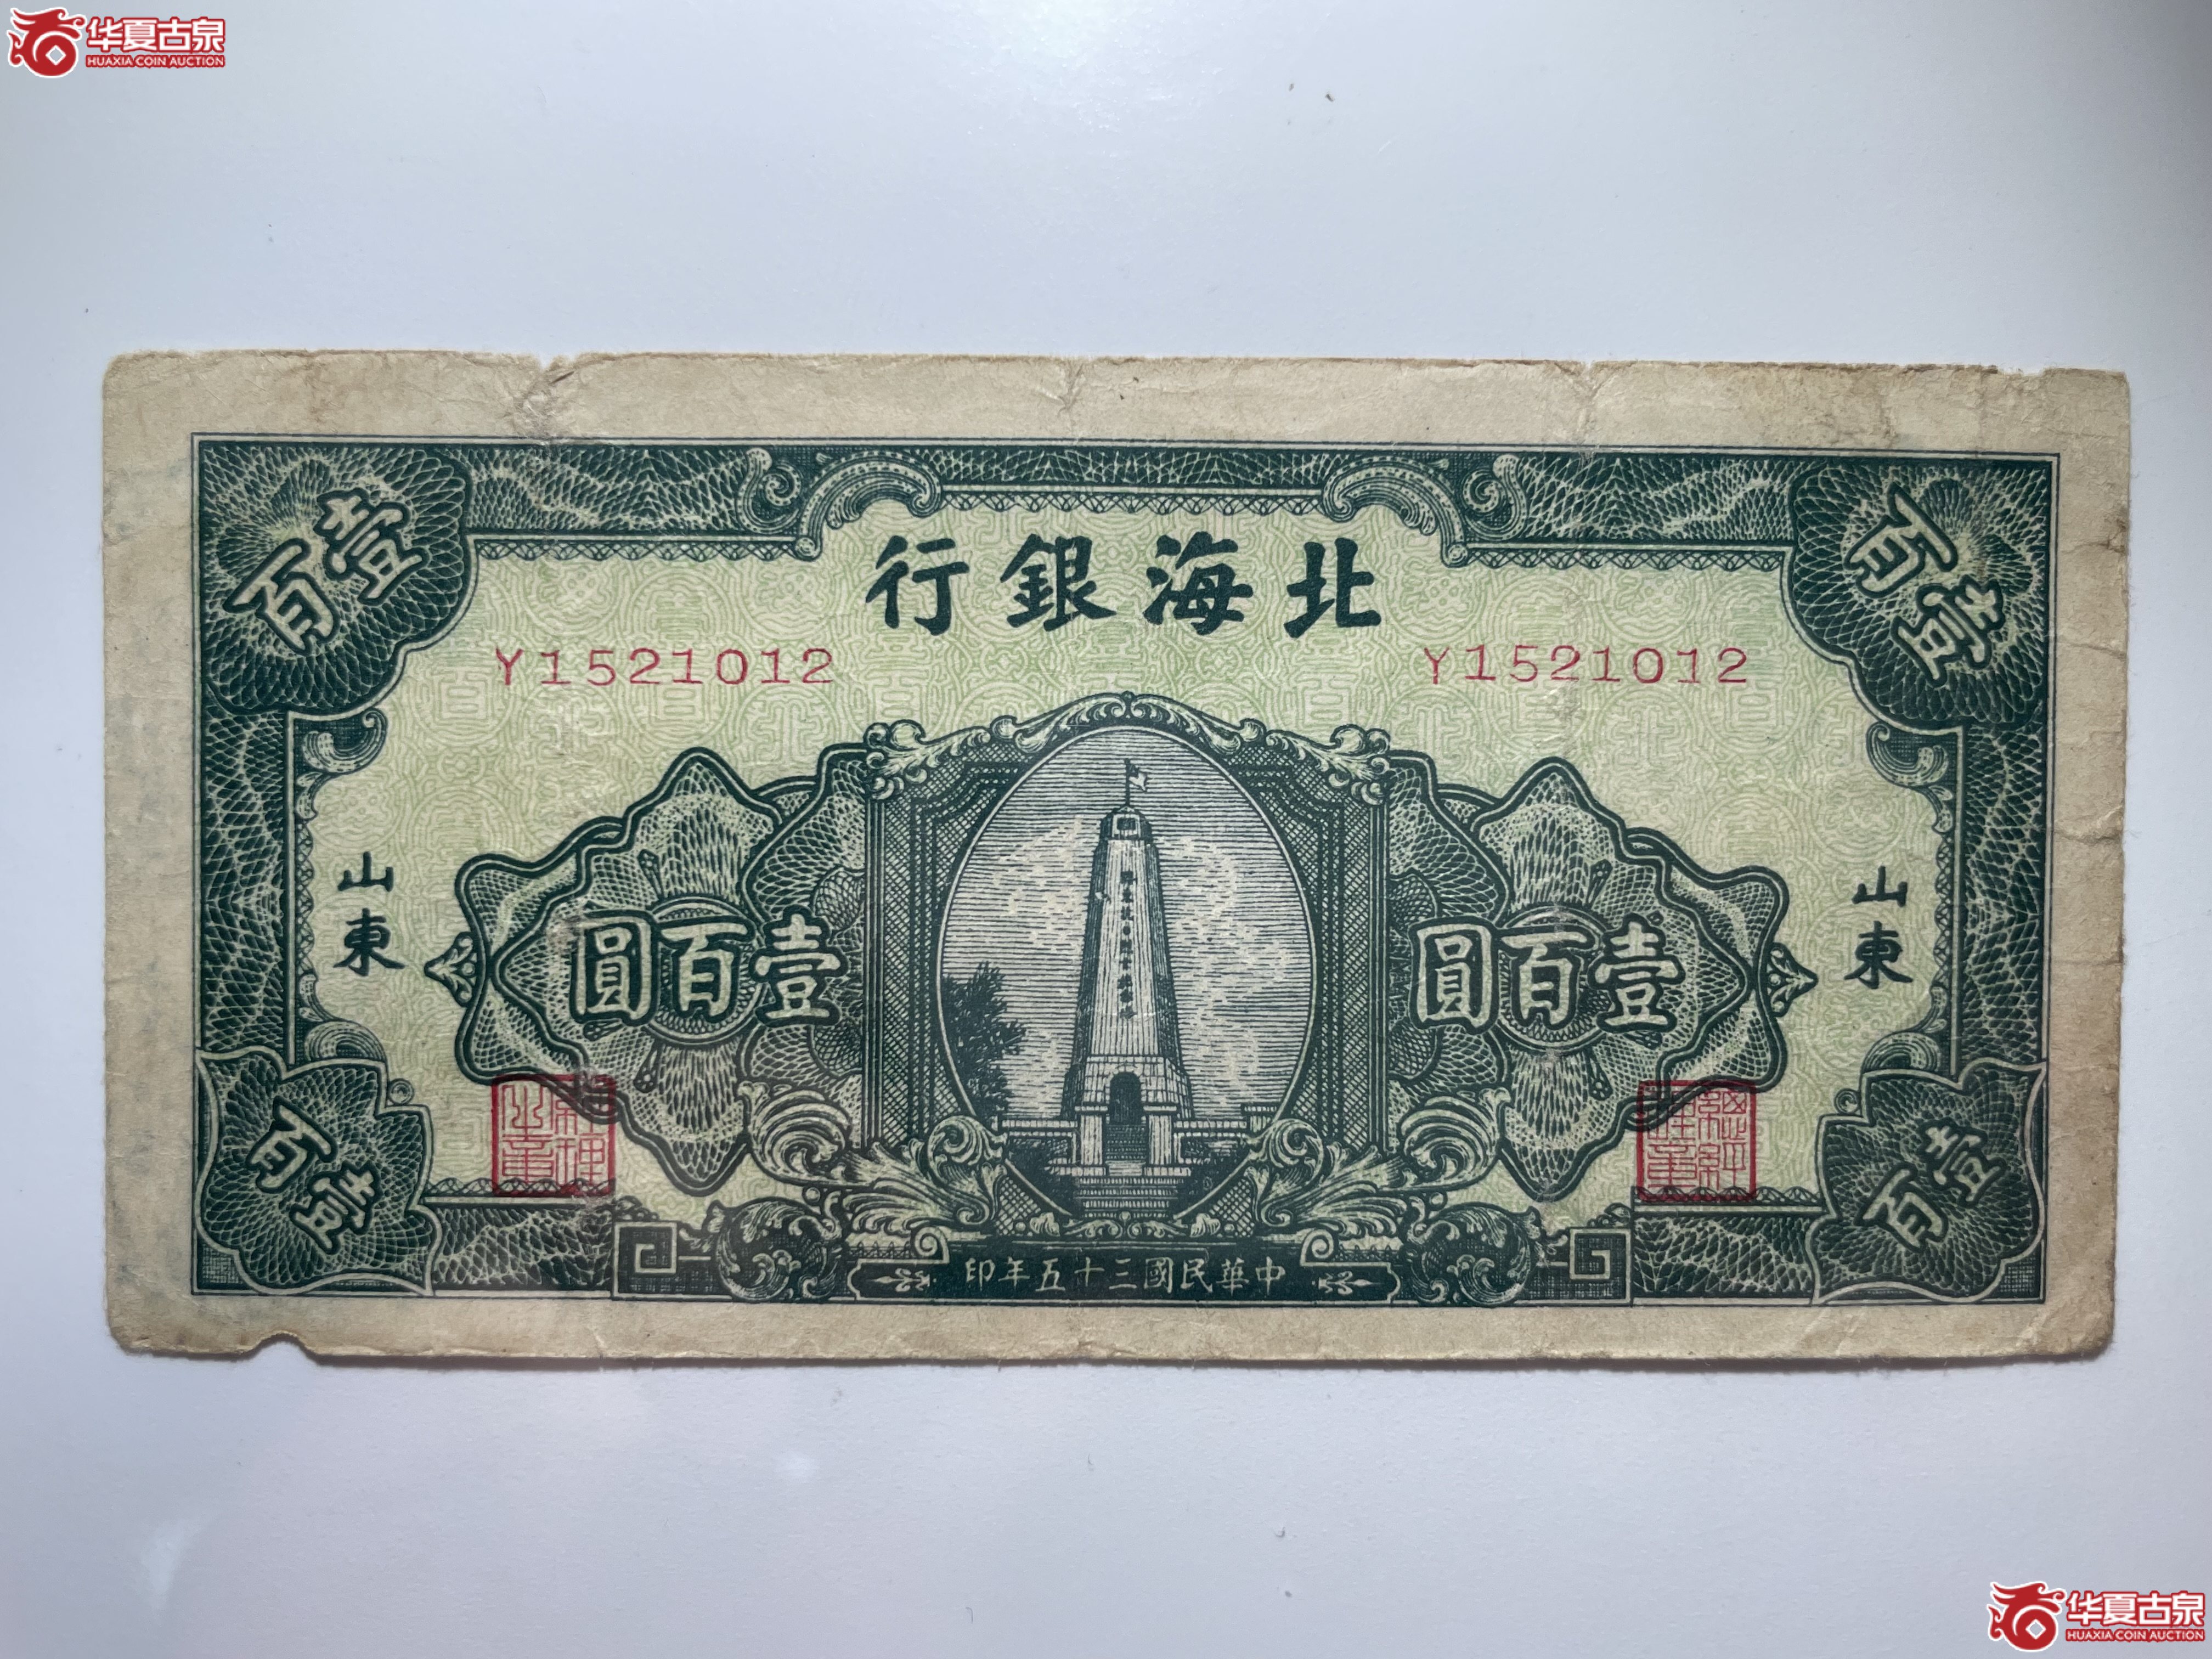 华夏古泉
HUAXIA COIN AUCTION
壹百
壹百
北海銀行
Y1521012
Y1521012
山東
山東
壹百圓
壹百圓
壹百
壹百
中華民國三十五年印
华夏古泉
HUAXIA COIN AUCTION